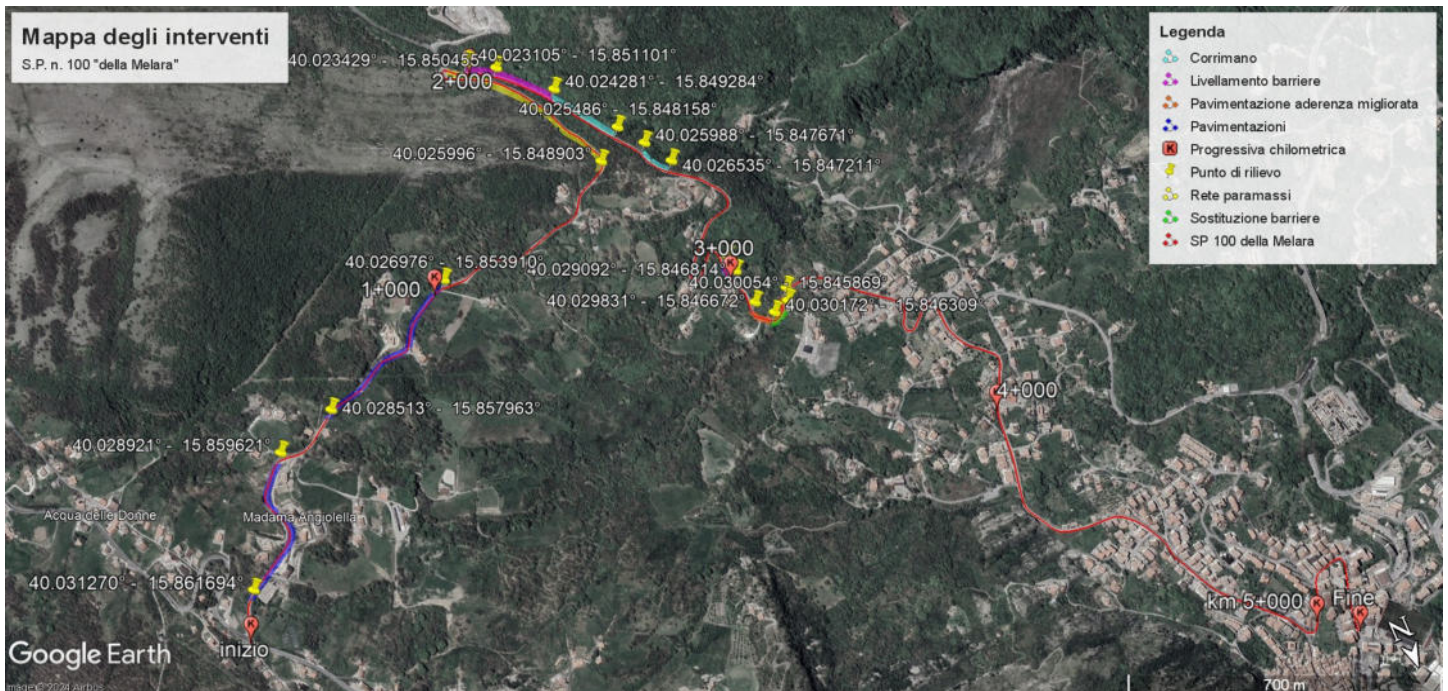 Mappa degli interventi
S.P. n. 100 "della Melara"
Legenda
Corrimano
Livellamento barriere
Pavimentazione aderenza migliorata
Pavimentazioni
Progressiva chilometrica
Punto di rilievo
Rete paramassi
Sostituzione barriere
SP 100 della Melara
40.023429° - 15.850455
40.023105° - 15.851101°
2+000
40.024281° - 15.849284°
40.025486° - 15.848158°
40.025988° - 15.847671°
40.025996° - 15.848903°
40.026535° - 15.847211°
3+000
40.026976° - 15.853910°
40.029092° - 15.846814°
1+000
40.030054° - 15.845869°
40.029831° - 15.846672°
40.030172° - 15.846309°
4+000
40.028513° - 15.857963°
40.028921° - 15.859621°
Acqua delle Donne
Madama Angiolella
40.031270° - 15.861694°
km 5+000
Fine
inizio
Google Earth
Image © 2024 Airbus
700 m
N